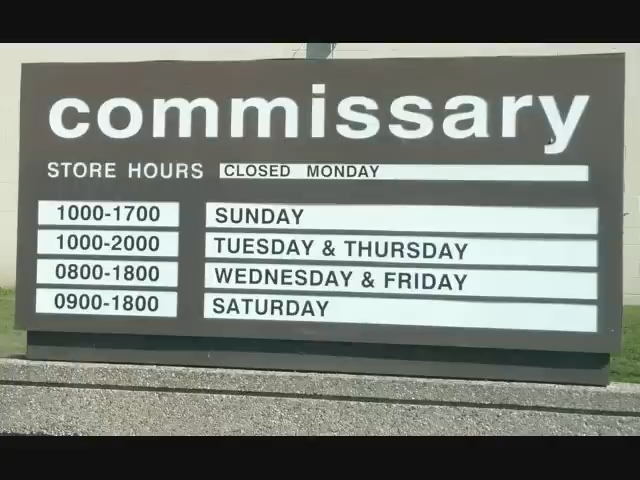 commissary
STORE HOURS CLOSED MONDAY
1000-1700 SUNDAY
1000-2000 TUESDAY & THURSDAY
0800-1800 WEDNESDAY & FRIDAY
0900-1800 SATURDAY